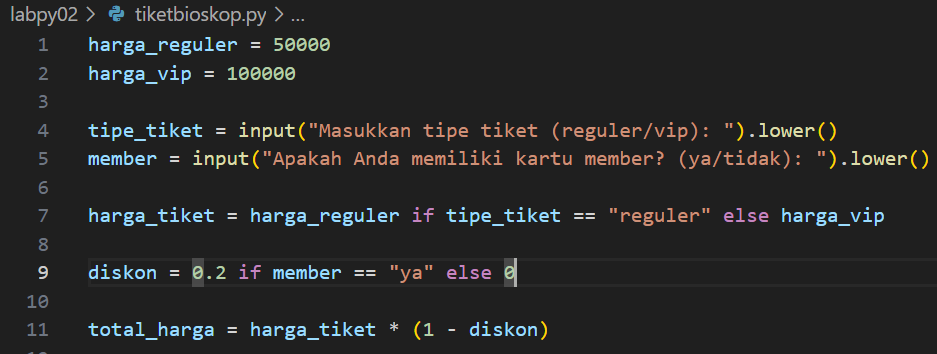 labpy02 > tiketbioskop.py > ...
1 harga_reguler = 50000
2 harga_vip = 100000
3
4 tipe_tiket = input("Masukkan tipe tiket (reguler/vip): ").lower()
5 member = input("Apakah Anda memiliki kartu member? (ya/tidak): ").lower()
6
7 harga_tiket = harga_reguler if tipe_tiket == "reguler" else harga_vip
8
9 diskon = 0.2 if member == "ya" else 0
10
11 total_harga = harga_tiket * (1 - diskon)